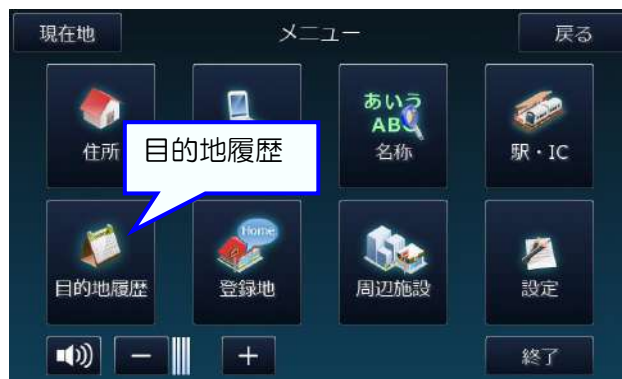 現在地 メニュー 戻る
目的地履歴
住所 あいう ABC 名称 駅・IC
Home
目的地履歴 登録地 周辺施設 設定
− + 終了